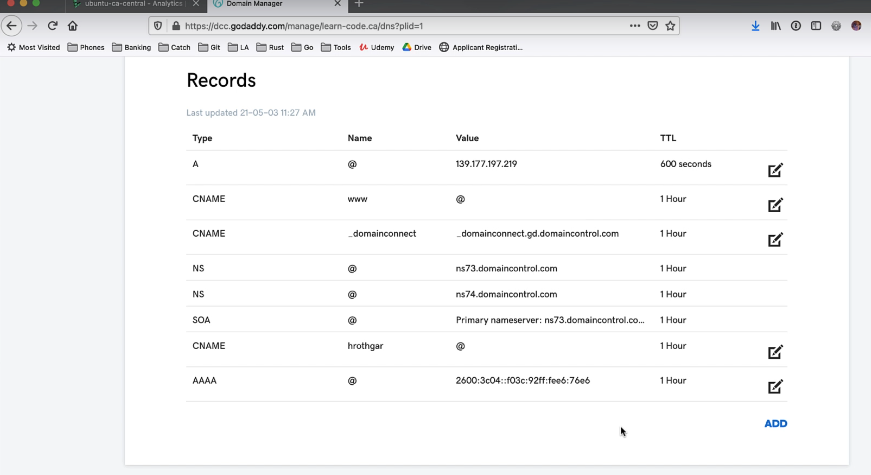 ubuntu-ca-central - Analytics
Domain Manager
https://dcc.godaddy.com/manage/learn-code.ca/dns?plid=1
Most Visited Phones Banking Catch Git LA Rust Go Tools Udemy Drive Applicant Registrati...
Records
Last updated 21-05-03 11:27 AM
Type Name Value TTL
A @ 139.177.197.219 600 seconds
CNAME www @ 1 Hour
CNAME _domainconnect _domainconnect.gd.domaincontrol.com 1 Hour
NS @ ns73.domaincontrol.com 1 Hour
NS @ ns74.domaincontrol.com 1 Hour
SOA @ Primary nameserver: ns73.domaincontrol.co... 1 Hour
CNAME hrothgar @ 1 Hour
AAAA @ 2600:3c04::f03c:92ff:fee6:76e6 1 Hour
ADD